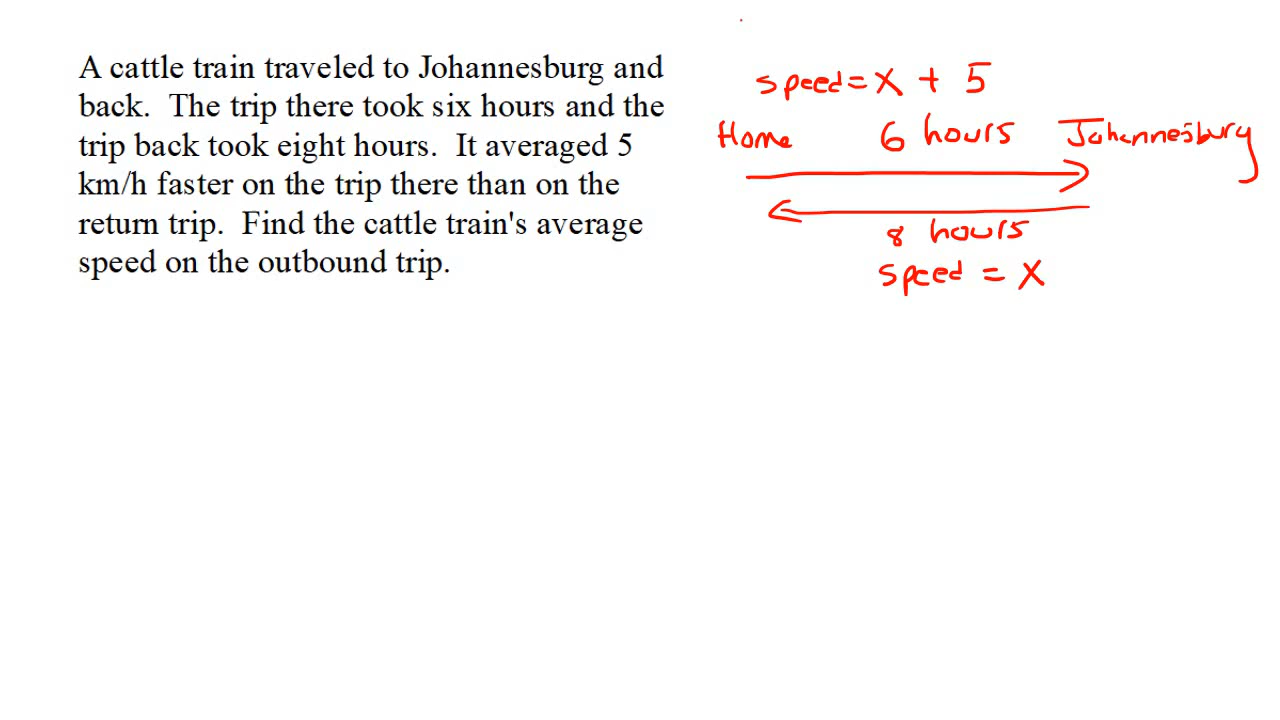 A cattle train traveled to Johannesburg and
back.  The trip there took six hours and the
trip back took eight hours.  It averaged 5
km/h faster on the trip there than on the
return trip.  Find the cattle train's average
speed on the outbound trip.
speed = x + 5
Home 6 hours Johannesburg
8 hours
speed = x